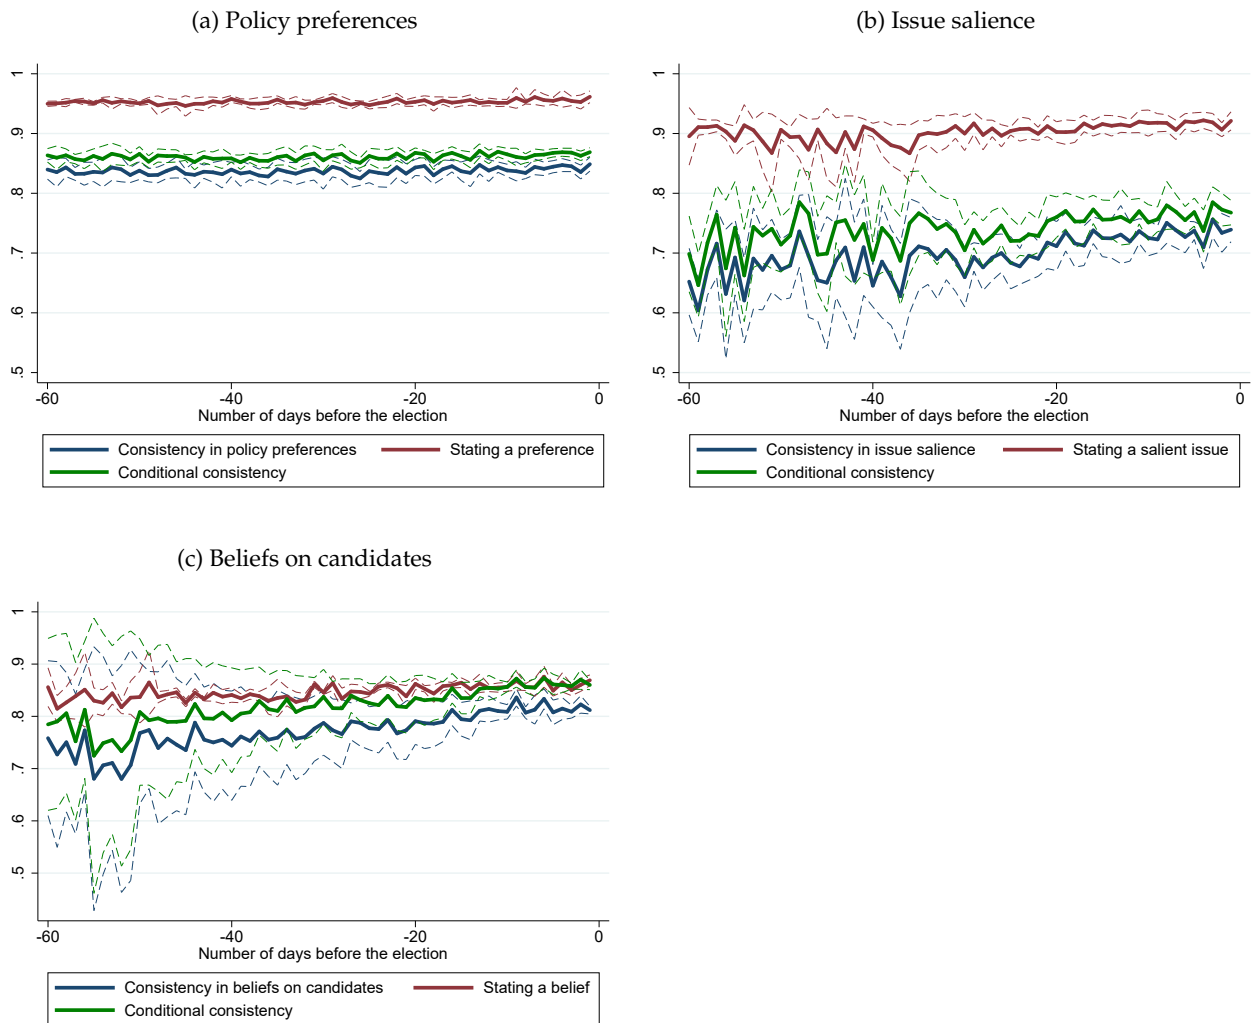 (a) Policy preferences
1
.9
.8
.7
.6
.5
-60 -40 -20 0
Number of days before the election
Consistency in policy preferences Stating a preference
Conditional consistency
(b) Issue salience
1
.9
.8
.7
.6
.5
-60 -40 -20 0
Number of days before the election
Consistency in issue salience Stating a salient issue
Conditional consistency
(c) Beliefs on candidates
1
.9
.8
.7
.6
.5
-60 -40 -20 0
Number of days before the election
Consistency in beliefs on candidates Stating a belief
Conditional consistency